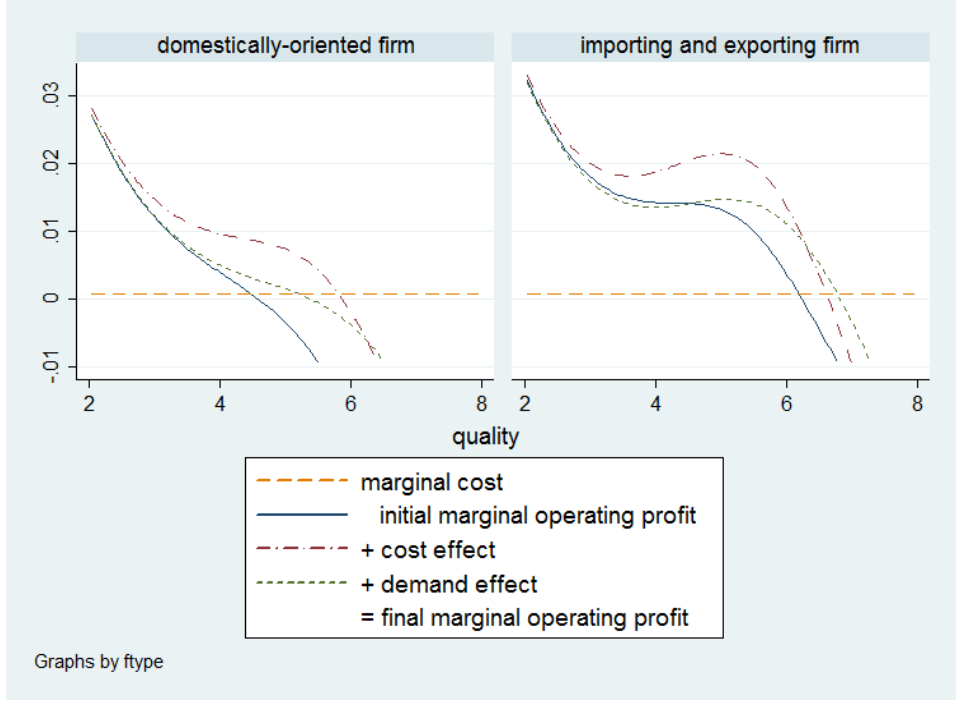 domestically-oriented firm
importing and exporting firm
.03
.02
.01
0
-.01
2 4 6 8
2 4 6 8
quality
marginal cost
initial marginal operating profit
+ cost effect
+ demand effect
= final marginal operating profit
Graphs by ftype